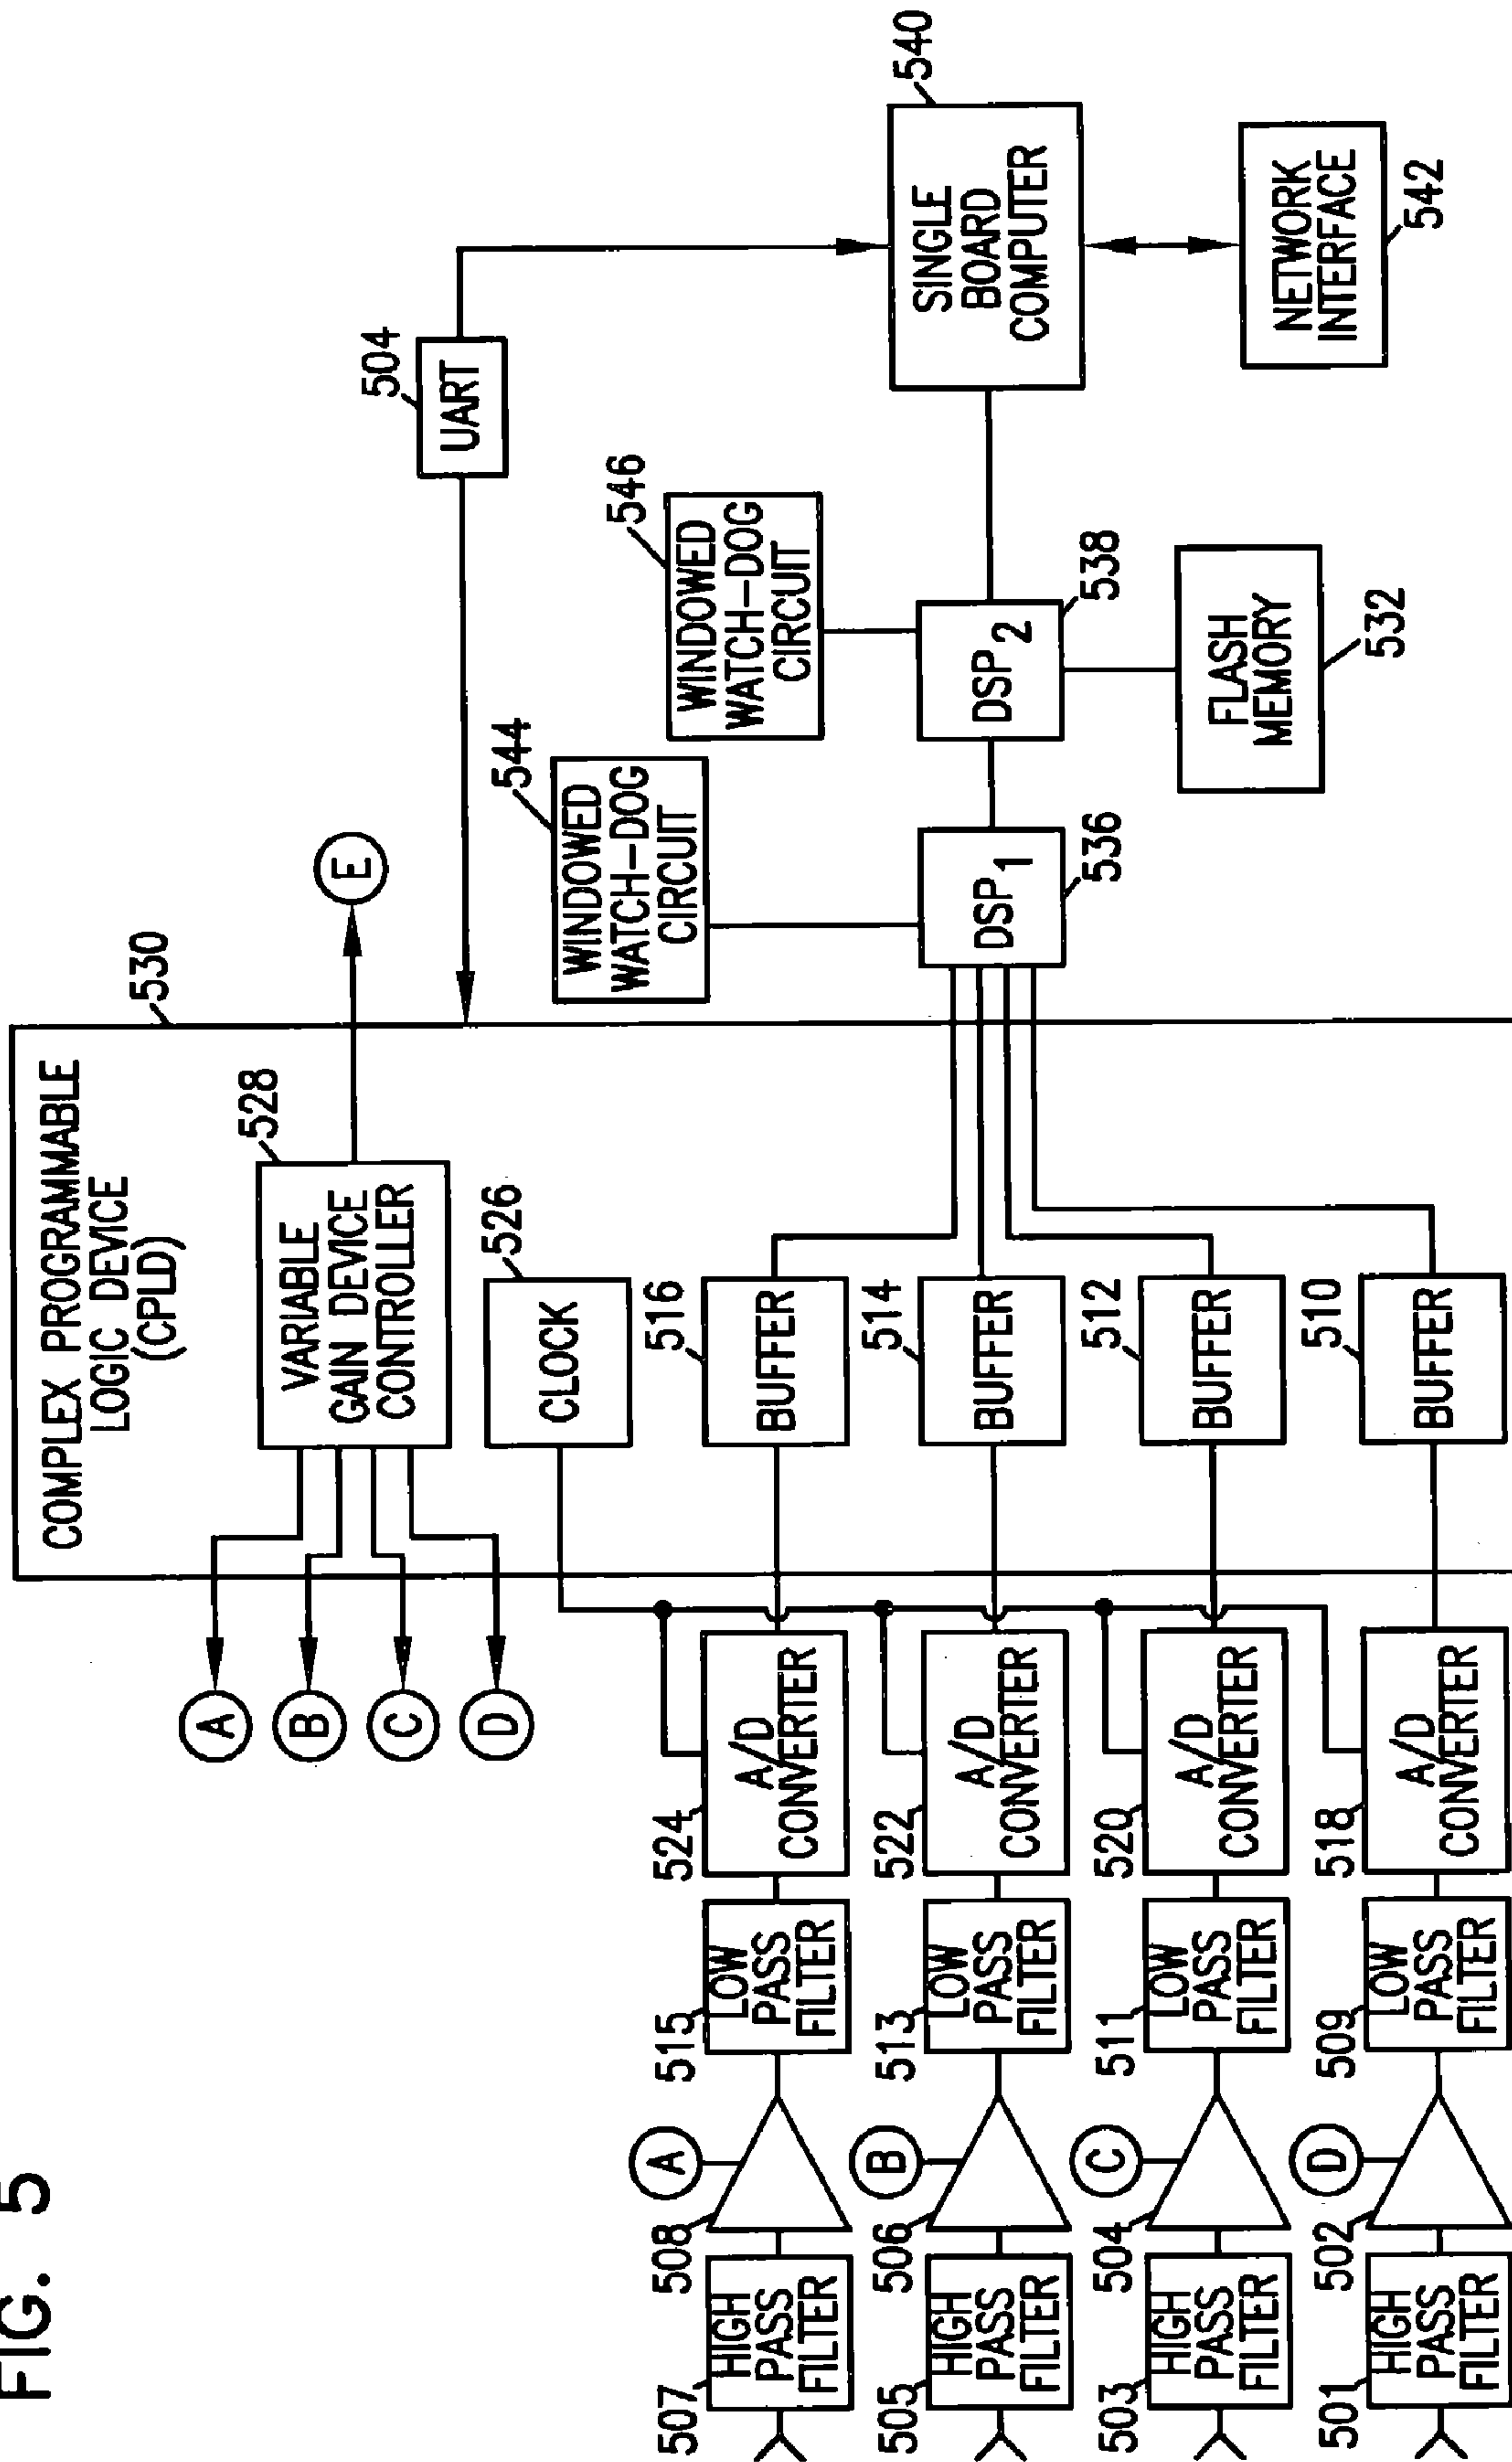 FIG. 5
COMPLEX PROGRAMMABLE
LOGIC DEVICE
(CPLD)
530
A
B
C
D
VARIABLE
GAIN DEVICE
CONTROLLER
528
E
504
UART
CLOCK
526
WINDOWED
WATCH-DOG
CIRCUIT
544
WINDOWED
WATCH-DOG
CIRCUIT
546
507
HIGH
PASS
FILTER
508
A
515
LOW
PASS
FILTER
524
A/D
CONVERTER
516
BUFFER
505
HIGH
PASS
FILTER
506
B
513
LOW
PASS
FILTER
522
A/D
CONVERTER
514
BUFFER
503
HIGH
PASS
FILTER
504
C
511
LOW
PASS
FILTER
520
A/D
CONVERTER
512
BUFFER
501
HIGH
PASS
FILTER
502
D
509
LOW
PASS
FILTER
518
A/D
CONVERTER
510
BUFFER
DSP1
536
DSP2
538
FLASH
MEMORY
532
SINGLE
BOARD
COMPUTER
540
NETWORK
INTERFACE
542